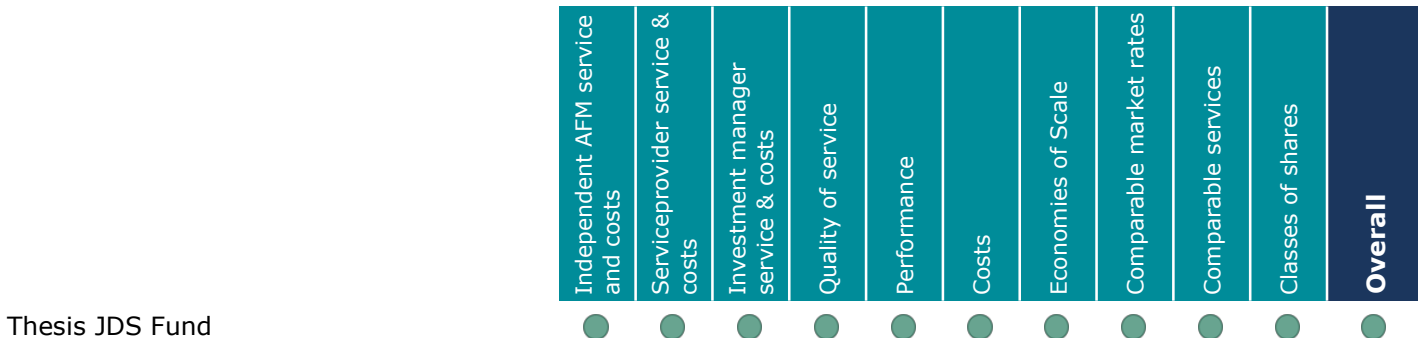 Independent AFM service
and costs
Serviceprovider service &
costs
Investment manager
service & costs
Quality of service
Performance
Costs
Economies of Scale
Comparable market rates
Comparable services
Classes of shares
Overall
Thesis JDS Fund